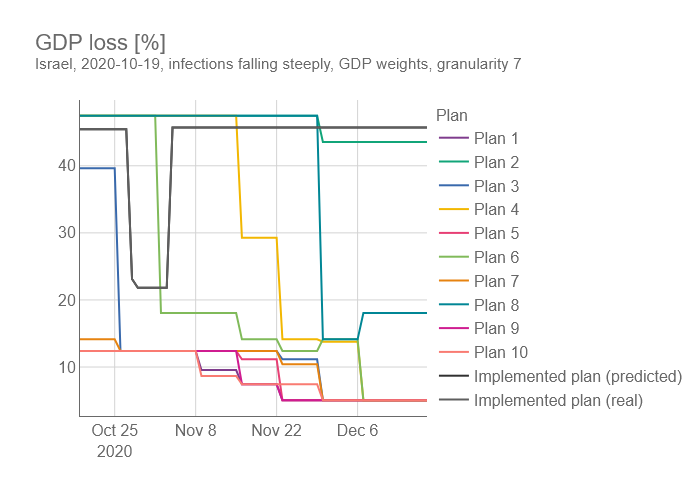 GDP loss [%]
Israel, 2020-10-19, infections falling steeply, GDP weights, granularity 7
Plan
Plan 1
Plan 2
Plan 3
Plan 4
Plan 5
Plan 6
Plan 7
Plan 8
Plan 9
Plan 10
Implemented plan (predicted)
Implemented plan (real)
40
30
20
10
Oct 25 Nov 8 Nov 22 Dec 6
2020